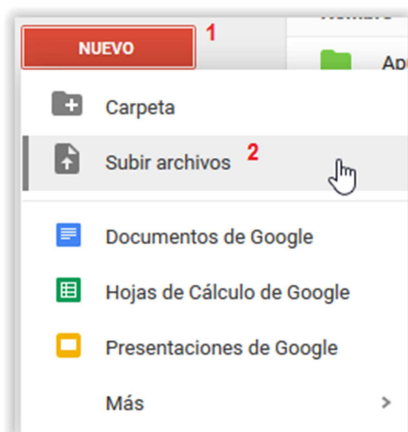 NUEVO 1
Carpeta
Subir archivos 2
Documentos de Google
Hojas de Cálculo de Google
Presentaciones de Google
Más >